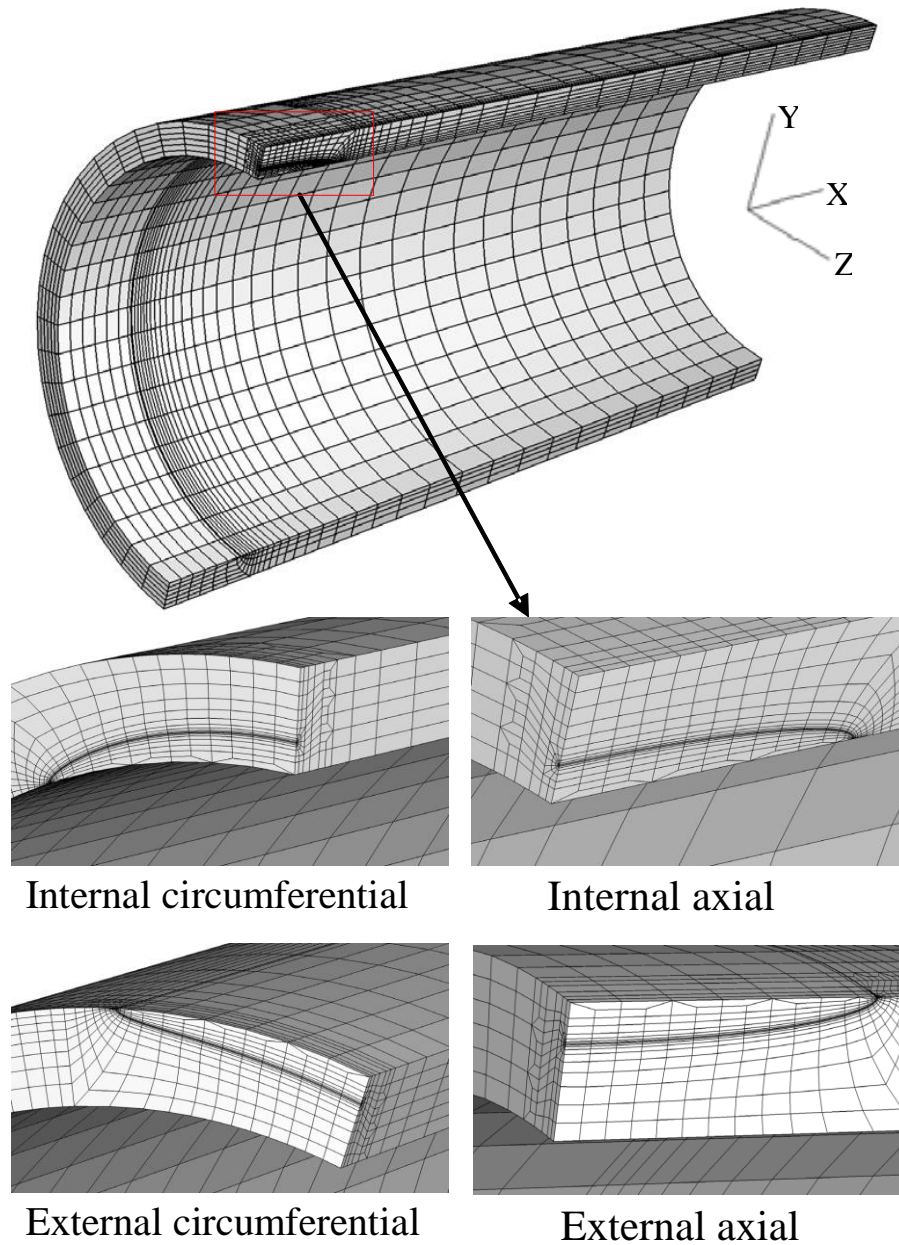 Y
X
Z
Internal circumferential
Internal axial
External circumferential
External axial